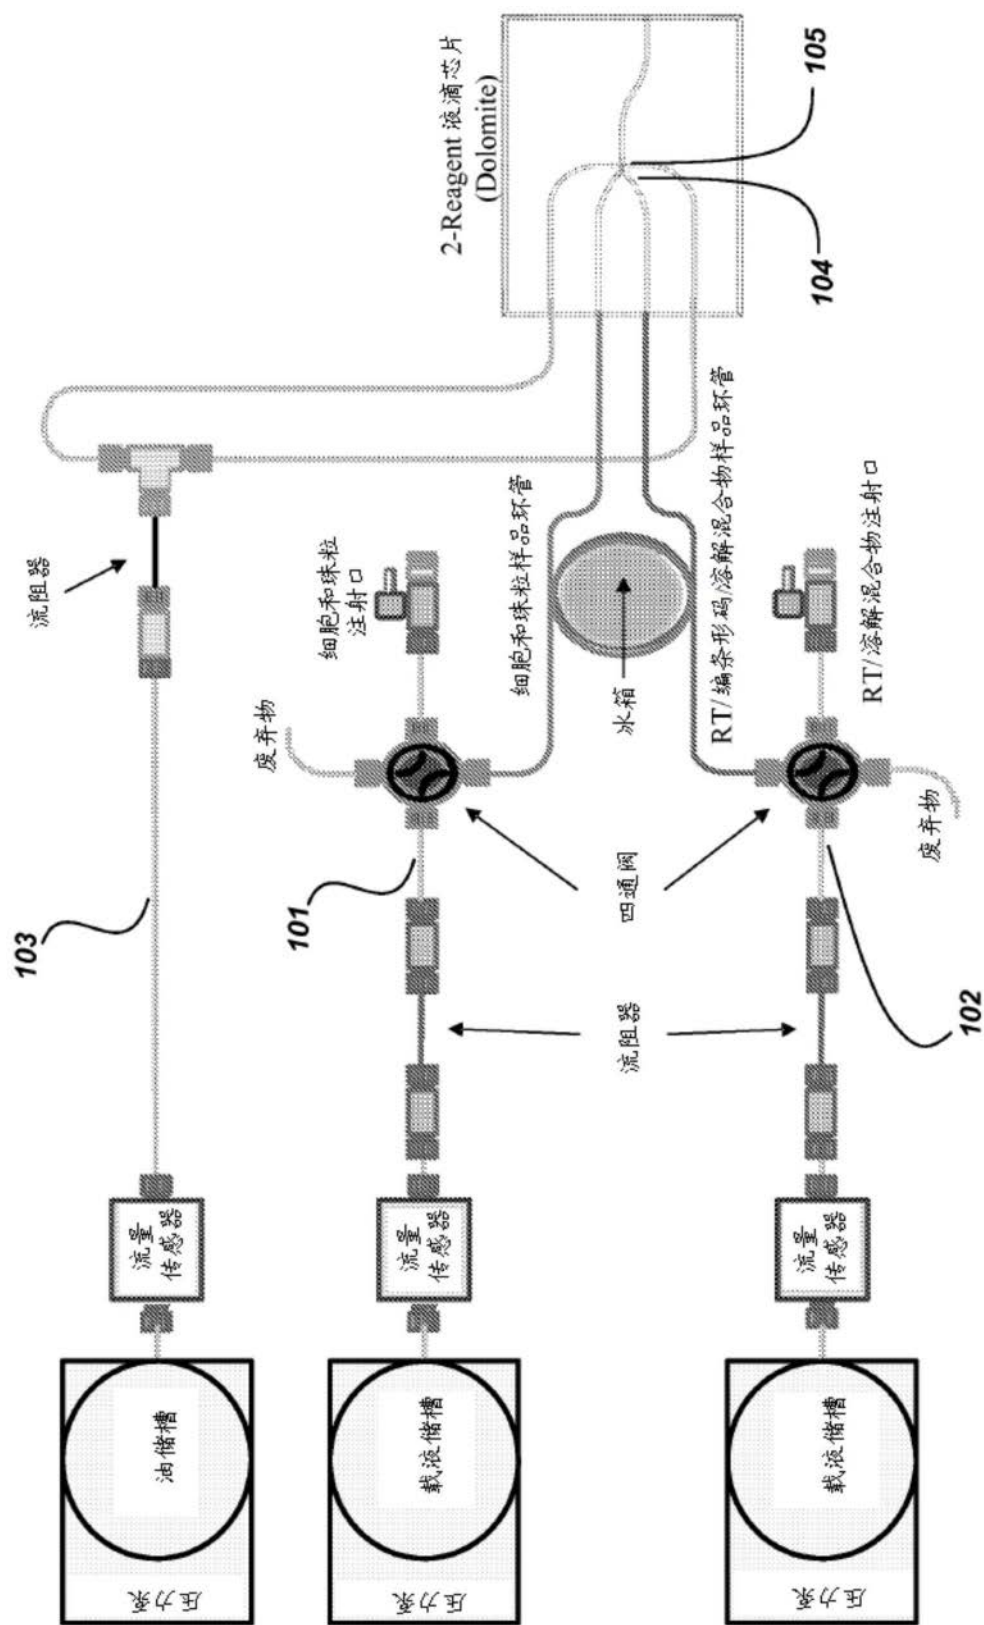 压力泵
油储槽
流量
传感器
103
流阻器
压力泵
载液储槽
流量
传感器
流阻器
101
四通阀
废弃物
细胞和珠粒
注射口
细胞和珠粒样品环管
冰箱
RT/编条形码/溶解混合物样品环管
压力泵
载液储槽
流量
传感器
102
废弃物
RT/溶解混合物注射口
2-Reagent 液滴芯片
(Dolomite)
104
105